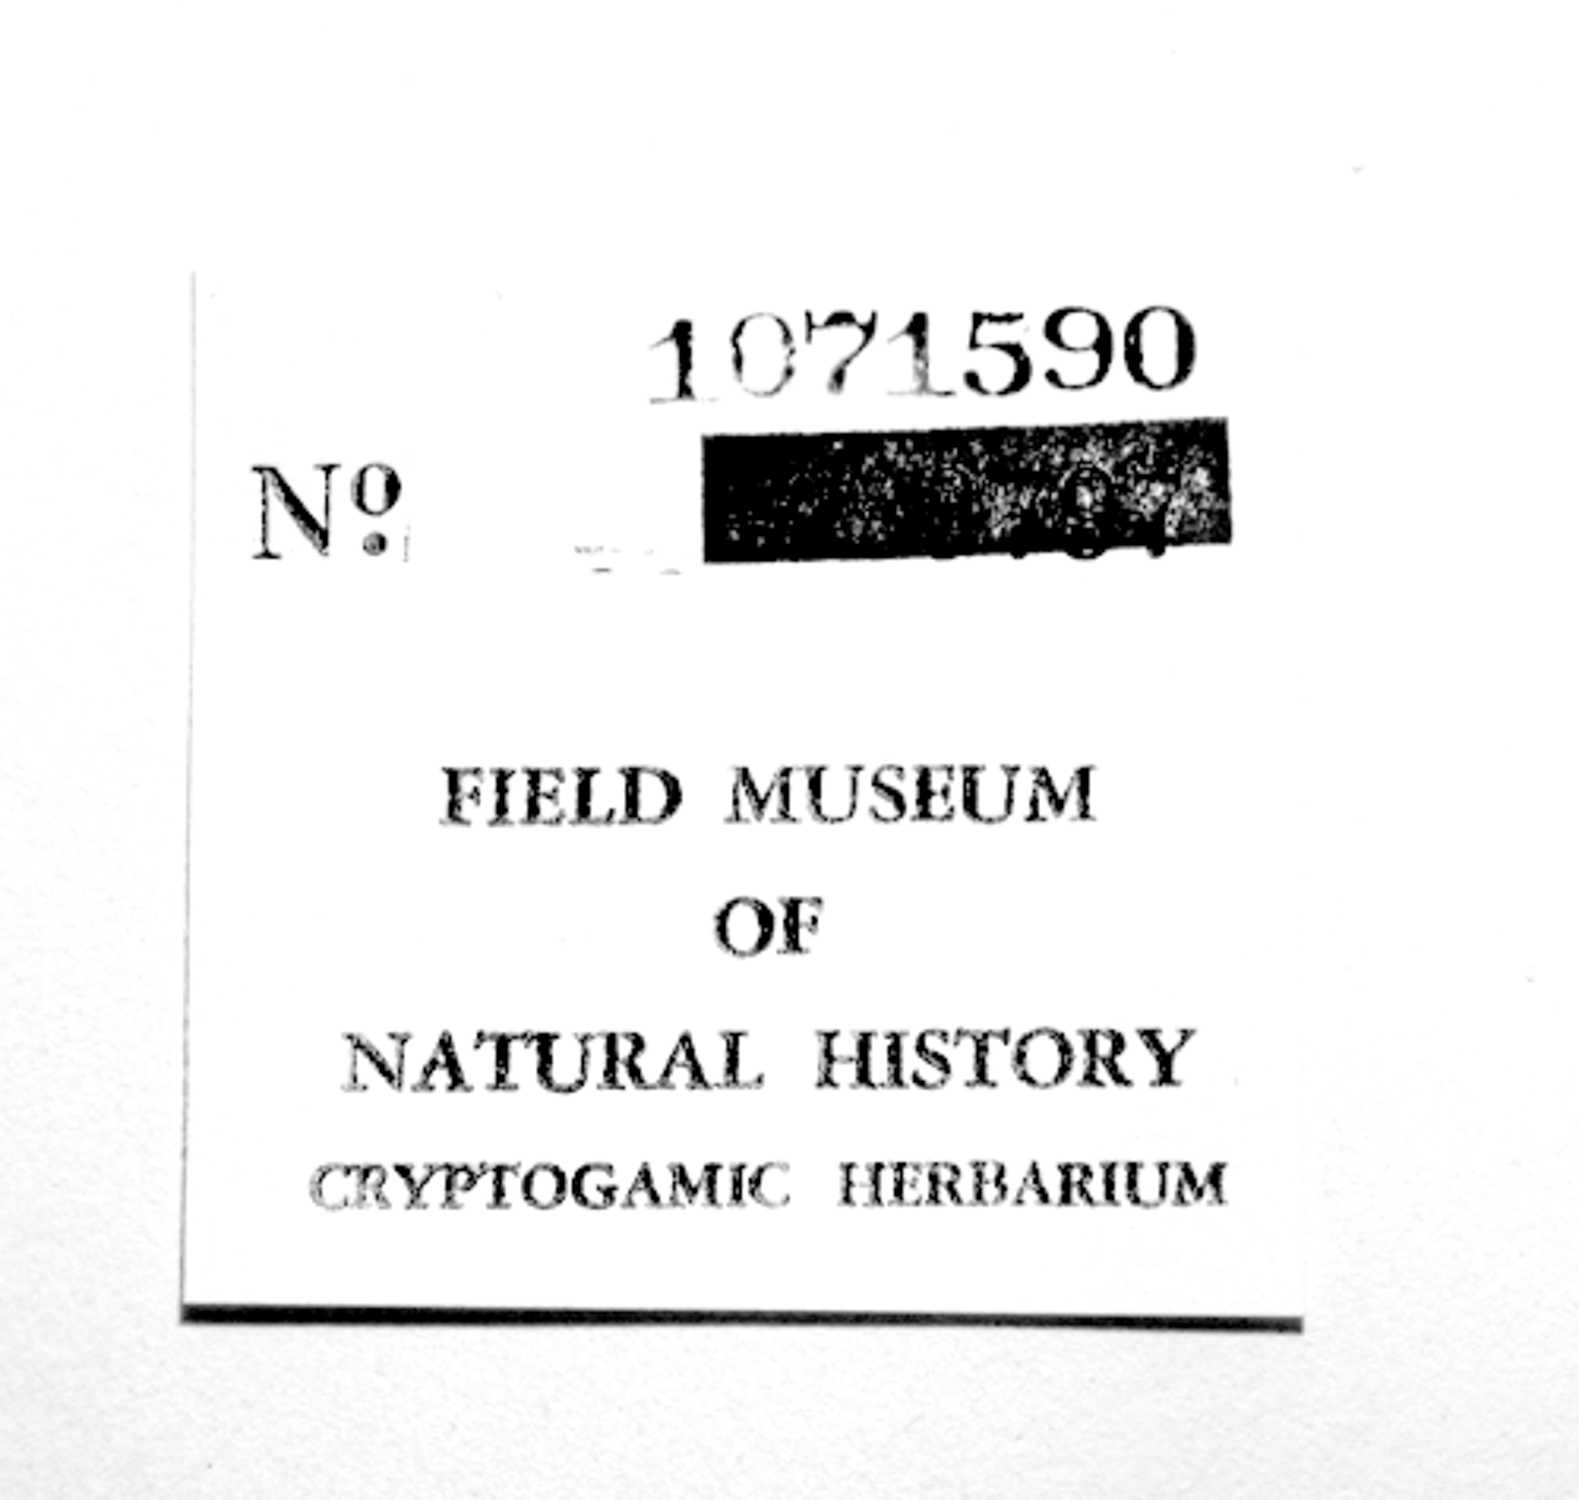 1071590
Nº
FIELD MUSEUM
OF
NATURAL HISTORY
CRYPTOGAMIC HERBARIUM